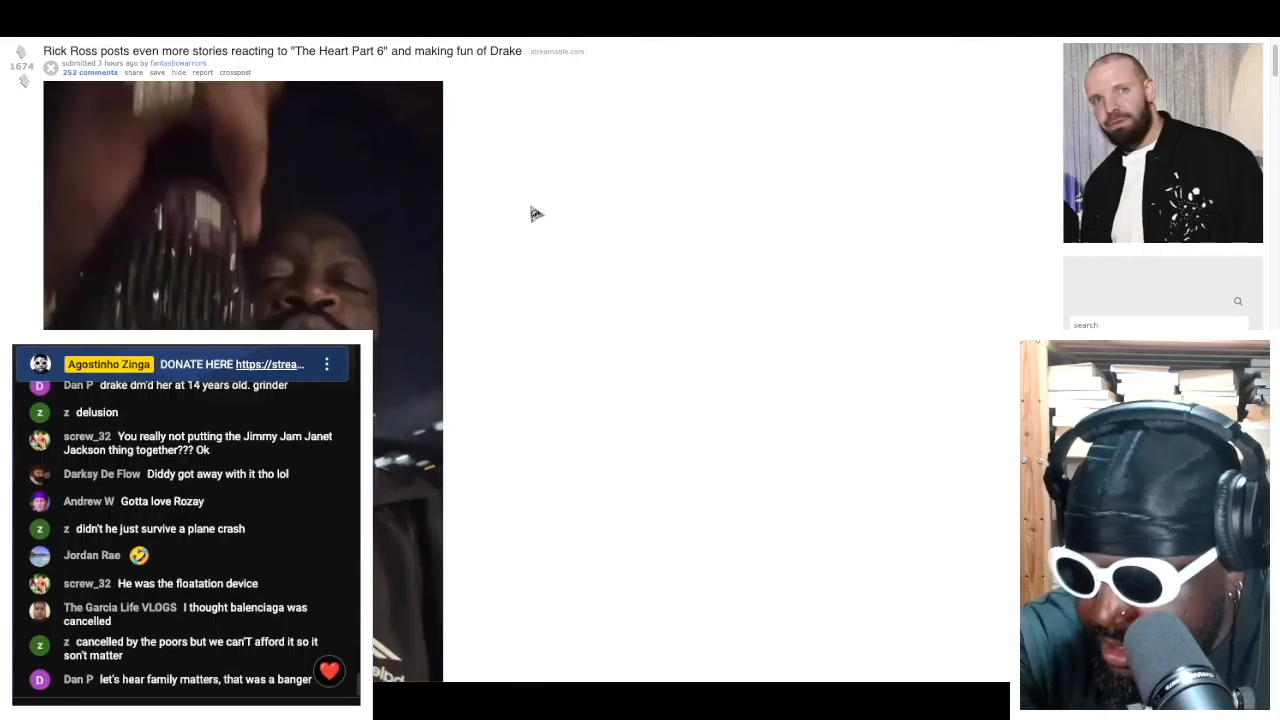 Rick Ross posts even more stories reacting to "The Heart Part 6" and making fun of Drake streamable.com
submitted 3 hours ago by fantasticwarriors
1674
252 comments share save hide report crosspost
search
Agostinho Zinga DONATE HERE https://strea...
Dan P drake dm'd her at 14 years old. grinder
z delusion
screw_32 You really not putting the Jimmy Jam Janet
Jackson thing together??? Ok
Darksy De Flow Diddy got away with it tho lol
Andrew W Gotta love Rozay
z didn't he just survive a plane crash
Jordan Rae
screw_32 He was the floatation device
The Garcia Life VLOGS I thought balenciaga was
cancelled
z cancelled by the poors but we can'T afford it so it
son't matter
Dan P let's hear family matters, that was a banger